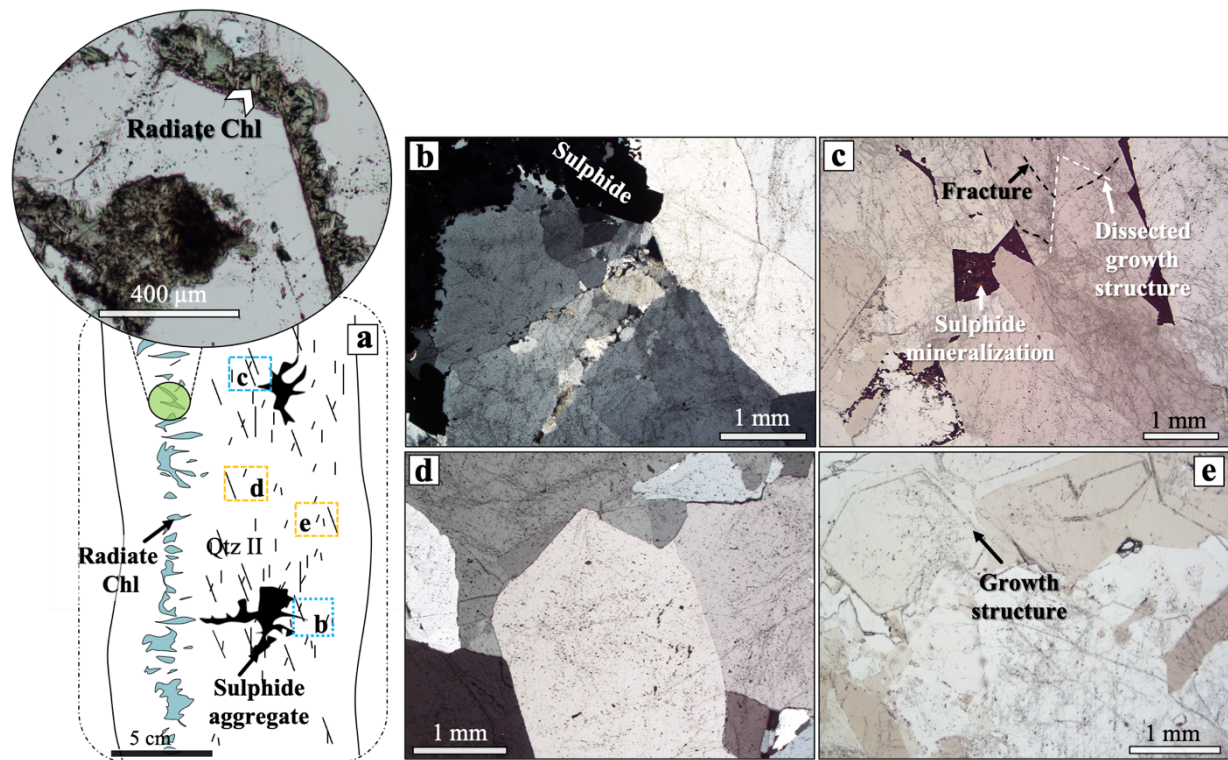 Radiate Chl
400 µm
a
c
d
e
Qtz II
Radiate
Chl
b
Sulphide
aggregate
5 cm
b
Sulphide
1 mm
c
Fracture
Dissected
growth
structure
Sulphide
mineralization
1 mm
d
1 mm
e
Growth
structure
1 mm